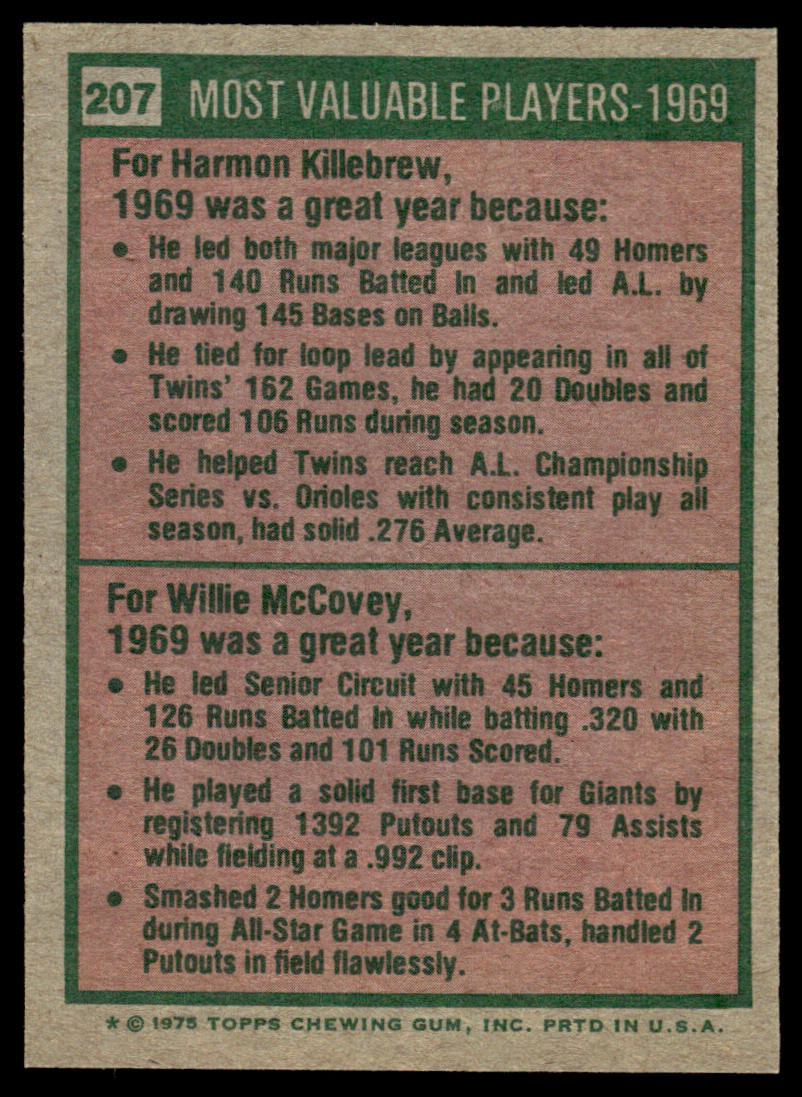 207 MOST VALUABLE PLAYERS-1969
For Harmon Killebrew,
1969 was a great year because:
● He led both major leagues with 49 Homers
and 140 Runs Batted In and led A.L. by
drawing 145 Bases on Balls.
● He tied for loop lead by appearing in all of
Twins' 162 Games, he had 20 Doubles and
scored 106 Runs during season.
● He helped Twins reach A.L. Championship
Series vs. Orioles with consistent play all
season, had solid .276 Average.
For Willie McCovey,
1969 was a great year because:
● He led Senior Circuit with 45 Homers and
126 Runs Batted In while batting .320 with
26 Doubles and 101 Runs Scored.
● He played a solid first base for Giants by
registering 1392 Putouts and 79 Assists
while fielding at a .992 clip.
● Smashed 2 Homers good for 3 Runs Batted In
during All-Star Game in 4 At-Bats, handled 2
Putouts in field flawlessly.
* © 1975 TOPPS CHEWING GUM, INC. PRTD IN U.S.A.